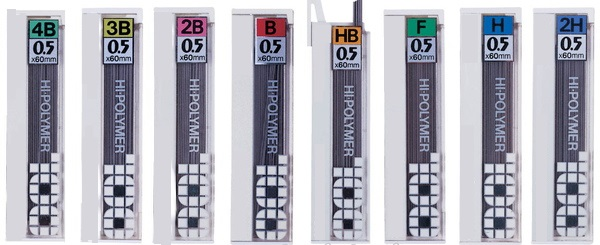 4B
0.5
x60mm
HI-POLYMER
100
3B
0.5
x60mm
HI-POLYMER
100
2B
0.5
x60mm
HI-POLYMER
100
B
0.5
x60mm
HI-POLYMER
100
HB
0.5
x60mm
HI-POLYMER
100
F
0.5
x60mm
HI-POLYMER
100
H
0.5
x60mm
HI-POLYMER
100
2H
0.5
x60mm
HI-POLYMER
100